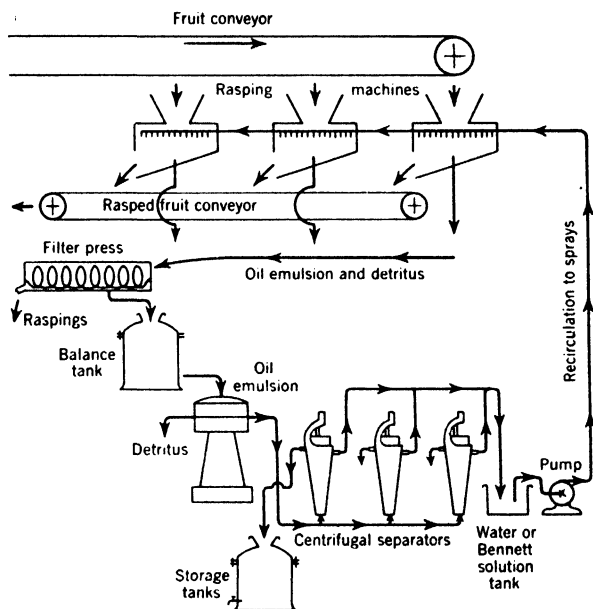 Fruit conveyor
Rasping machines
Rasped fruit conveyor
Filter press
Oil emulsion and detritus
Raspings
Balance
tank
Oil
emulsion
Detritus
Centrifugal separators
Storage
tanks
Recirculation to sprays
Pump
Water or
Bennett
solution
tank